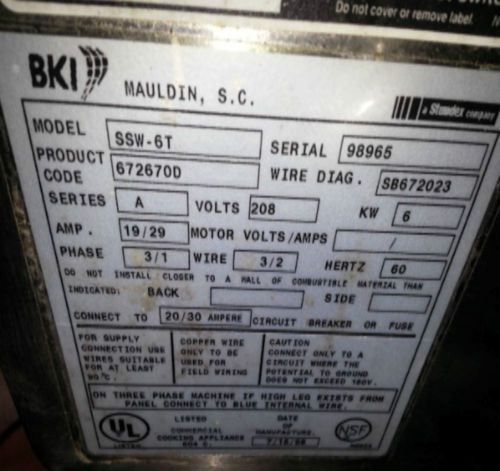 Do not cover or remove label.
BKI
MAULDIN, S.C.
a Standex company
MODEL SSW-6T SERIAL 98965
PRODUCT CODE 672670D WIRE DIAG. SB672023
SERIES A VOLTS 208 KW 6
AMP. 19/29 MOTOR VOLTS/AMPS /
PHASE 3/1 WIRE 3/2 HERTZ 60
DO NOT INSTALL CLOSER TO A WALL OF COMBUSTIBLE MATERIAL THAN
INDICATED: BACK SIDE
CONNECT TO 20/30 AMPERE CIRCUIT BREAKER OR FUSE
FOR SUPPLY
CONNECTION USE
WIRES SUITABLE
FOR AT LEAST
90°C.
COPPER WIRE
ONLY TO BE
USED FOR
FIELD WIRING
CAUTION
CONNECT ONLY TO A
CIRCUIT WHERE THE
POTENTIAL TO GROUND
DOES NOT EXCEED 150V.
ON THREE PHASE MACHINE IF HIGH LEG EXISTS FROM
PANEL CONNECT TO BLUE INTERNAL WIRE.
UL
LISTED
LISTED
COMMERCIAL
COOKING APPLIANCE
604 C.
DATE OF
MANUFACTURE.
NSF